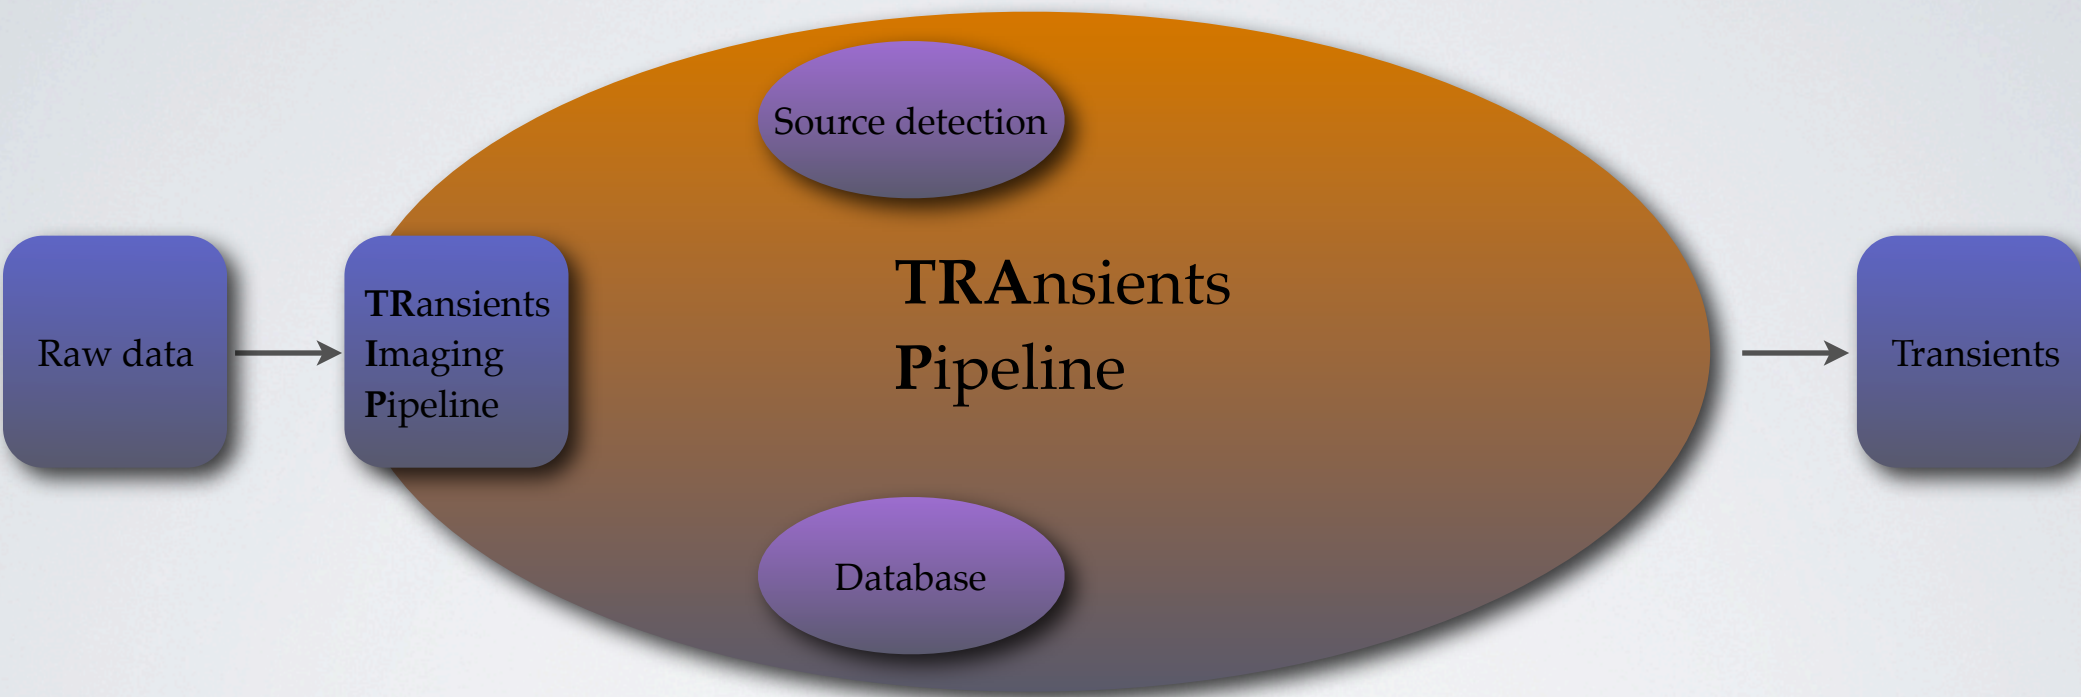 Source detection
Raw data
TRansients
Imaging
Pipeline
TRAnsients
Pipeline
Transients
Database